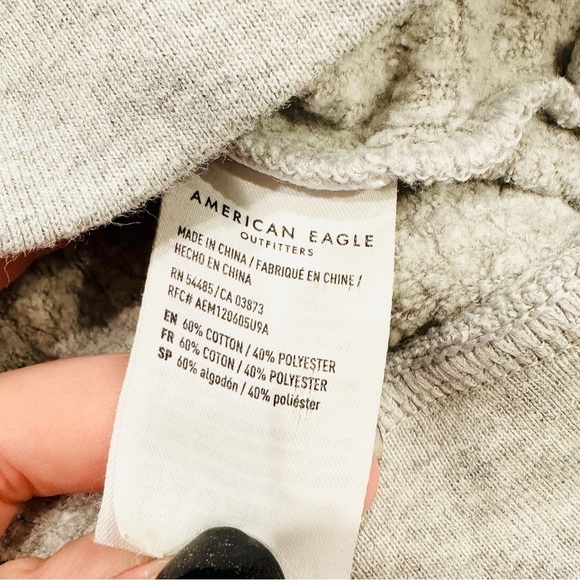 AMERICAN EAGLE
OUTFITTERS
MADE IN CHINA / FABRIQUÉ EN CHINE /
HECHO EN CHINA
RN 54485/CA 03873
RFC# AEM120605U9A
EN 60% COTTON / 40% POLYESTER
FR 60% COTON / 40% POLYESTER
SP 60% algodón / 40% poliéster